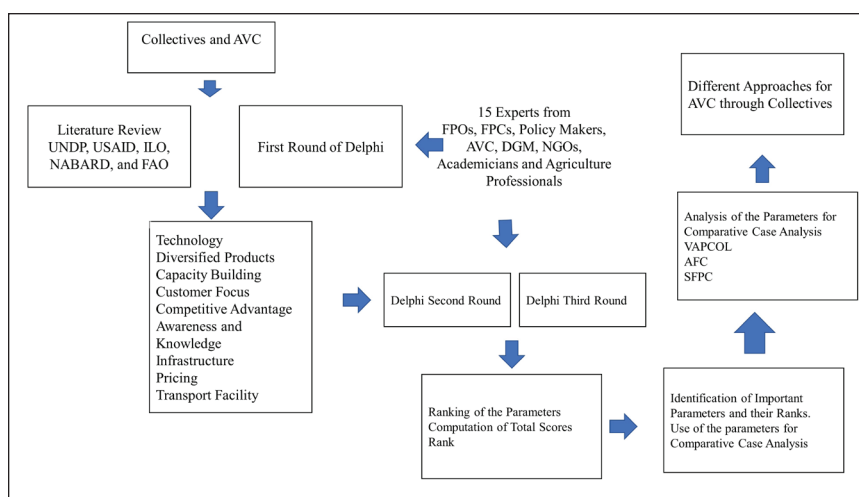 Collectives and AVC
Literature Review
UNDP, USAID, ILO,
NABARD, and FAO
First Round of Delphi
15 Experts from
FPOs, FPCs, Policy Makers,
AVC, DGM, NGOs,
Academicians and Agriculture
Professionals
Technology
Diversified Products
Capacity Building
Customer Focus
Competitive Advantage
Awareness and
Knowledge
Infrastructure
Pricing
Transport Facility
Delphi Second Round
Delphi Third Round
Ranking of the Parameters
Computation of Total Scores
Rank
Identification of Important
Parameters and their Ranks.
Use of the parameters for
Comparative Case Analysis
Analysis of the Parameters for
Comparative Case Analysis
VAPCOL
AFC
SFPC
Different Approaches for
AVC through Collectives